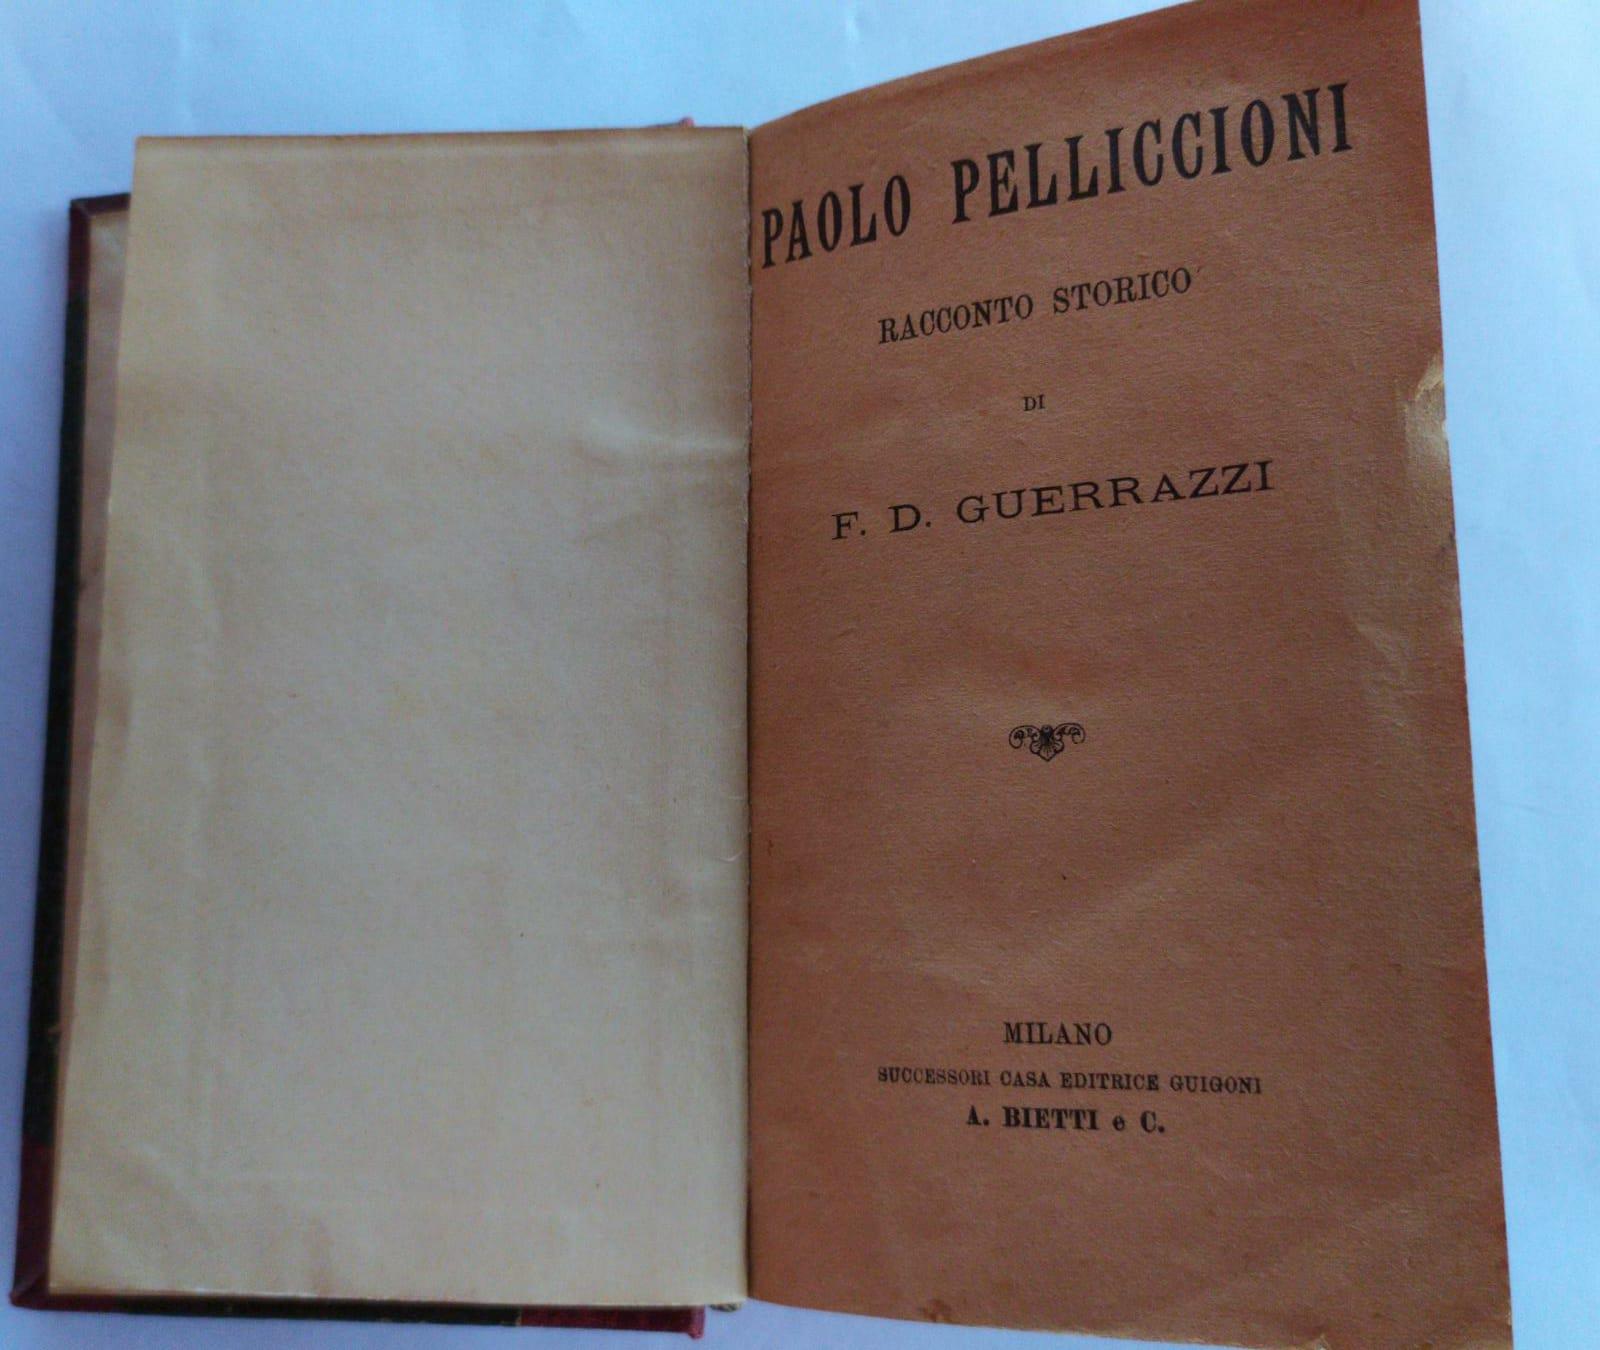 PAOLO PELLICCIONI
RACCONTO STORICO
DI
F. D. GUERRAZZI
MILANO
SUCCESSORI CASA EDITRICE GUIGONI
A. BIETTI e C.